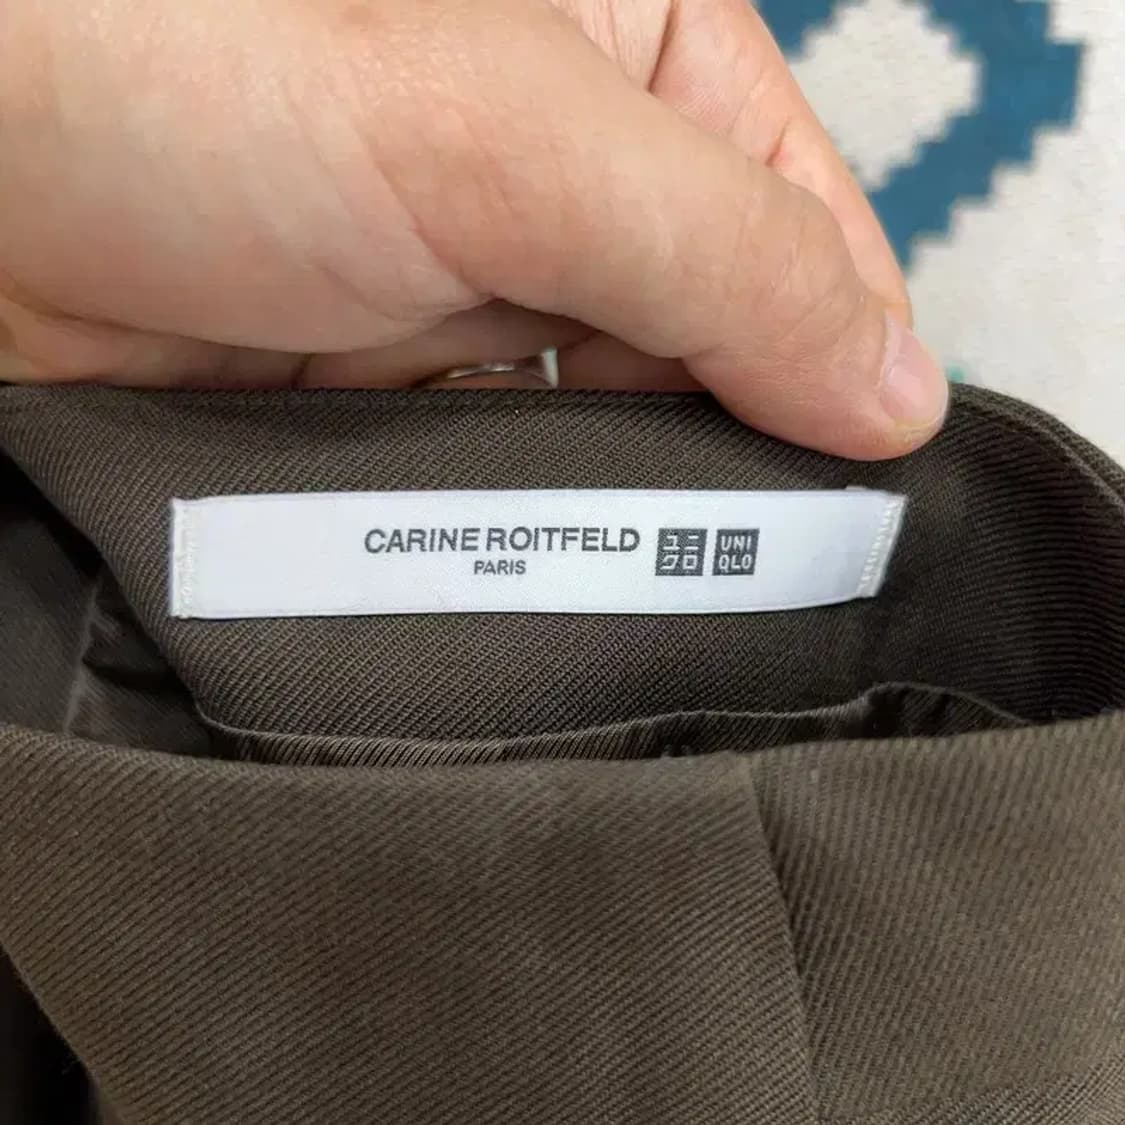 CARINE ROITFELD
PARIS
ユニ
クロ
UNI
QLO